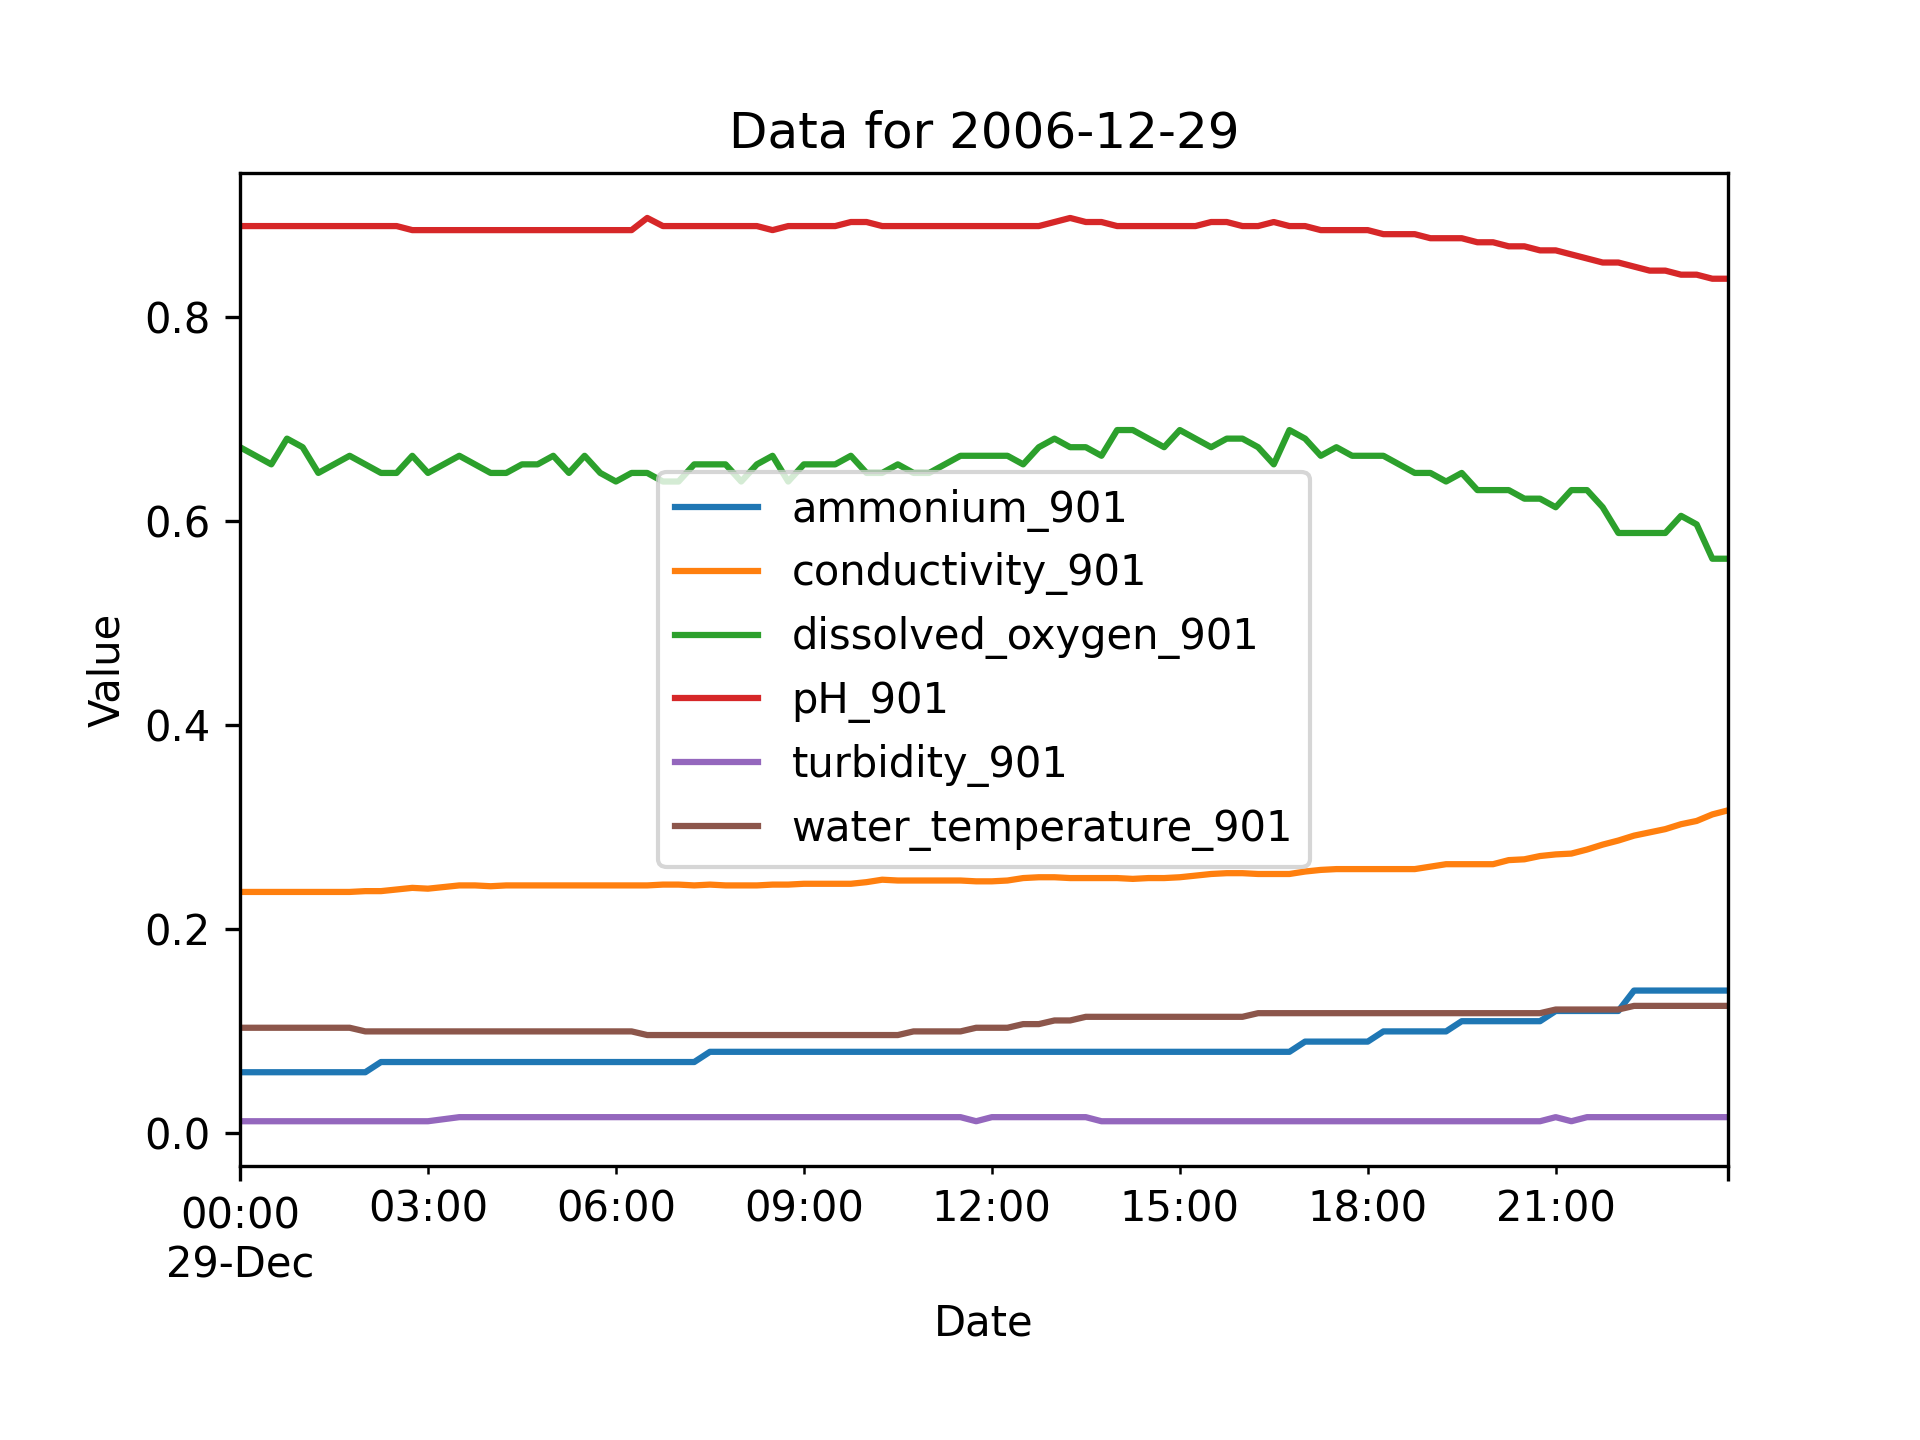 Data for 2006-12-29
Value
0.8
0.6
0.4
0.2
0.0
ammonium_901
conductivity_901
dissolved_oxygen_901
pH_901
turbidity_901
water_temperature_901
00:00 03:00 06:00 09:00 12:00 15:00 18:00 21:00
29-Dec
Date